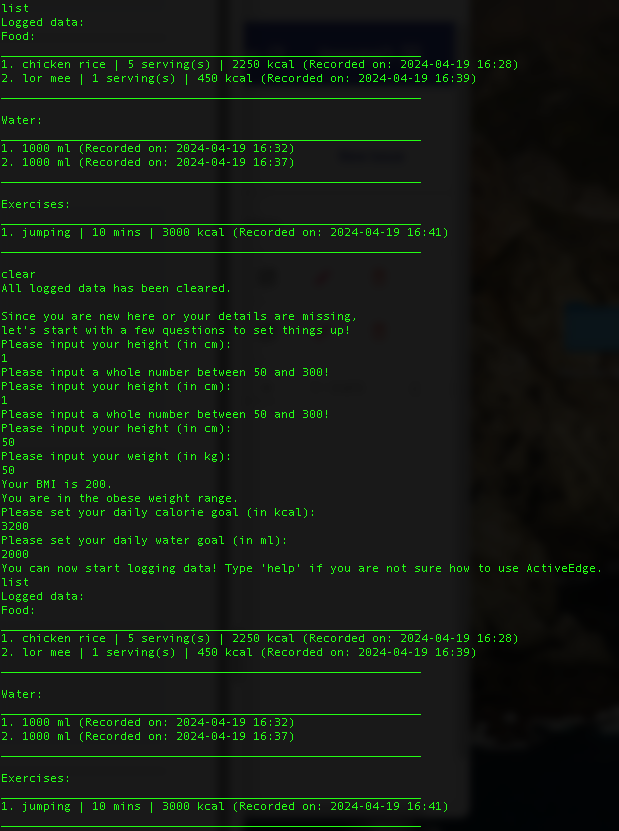 list
Logged data:
Food:
1. chicken rice | 5 serving(s) | 2250 kcal (Recorded on: 2024-04-19 16:28)
2. lor mee | 1 serving(s) | 450 kcal (Recorded on: 2024-04-19 16:39)
Water:
1. 1000 ml (Recorded on: 2024-04-19 16:32)
2. 1000 ml (Recorded on: 2024-04-19 16:37)
Exercises:
1. jumping | 10 mins | 3000 kcal (Recorded on: 2024-04-19 16:41)
clear
All logged data has been cleared.
Since you are new here or your details are missing,
let's start with a few questions to set things up!
Please input your height (in cm):
1
Please input a whole number between 50 and 300!
Please input your height (in cm):
1
Please input a whole number between 50 and 300!
Please input your height (in cm):
50
Please input your weight (in kg):
50
Your BMI is 200.
You are in the obese weight range.
Please set your daily calorie goal (in kcal):
3200
Please set your daily water goal (in ml):
2000
You can now start logging data! Type 'help' if you are not sure how to use ActiveEdge.
list
Logged data:
Food:
1. chicken rice | 5 serving(s) | 2250 kcal (Recorded on: 2024-04-19 16:28)
2. lor mee | 1 serving(s) | 450 kcal (Recorded on: 2024-04-19 16:39)
Water:
1. 1000 ml (Recorded on: 2024-04-19 16:32)
2. 1000 ml (Recorded on: 2024-04-19 16:37)
Exercises:
1. jumping | 10 mins | 3000 kcal (Recorded on: 2024-04-19 16:41)